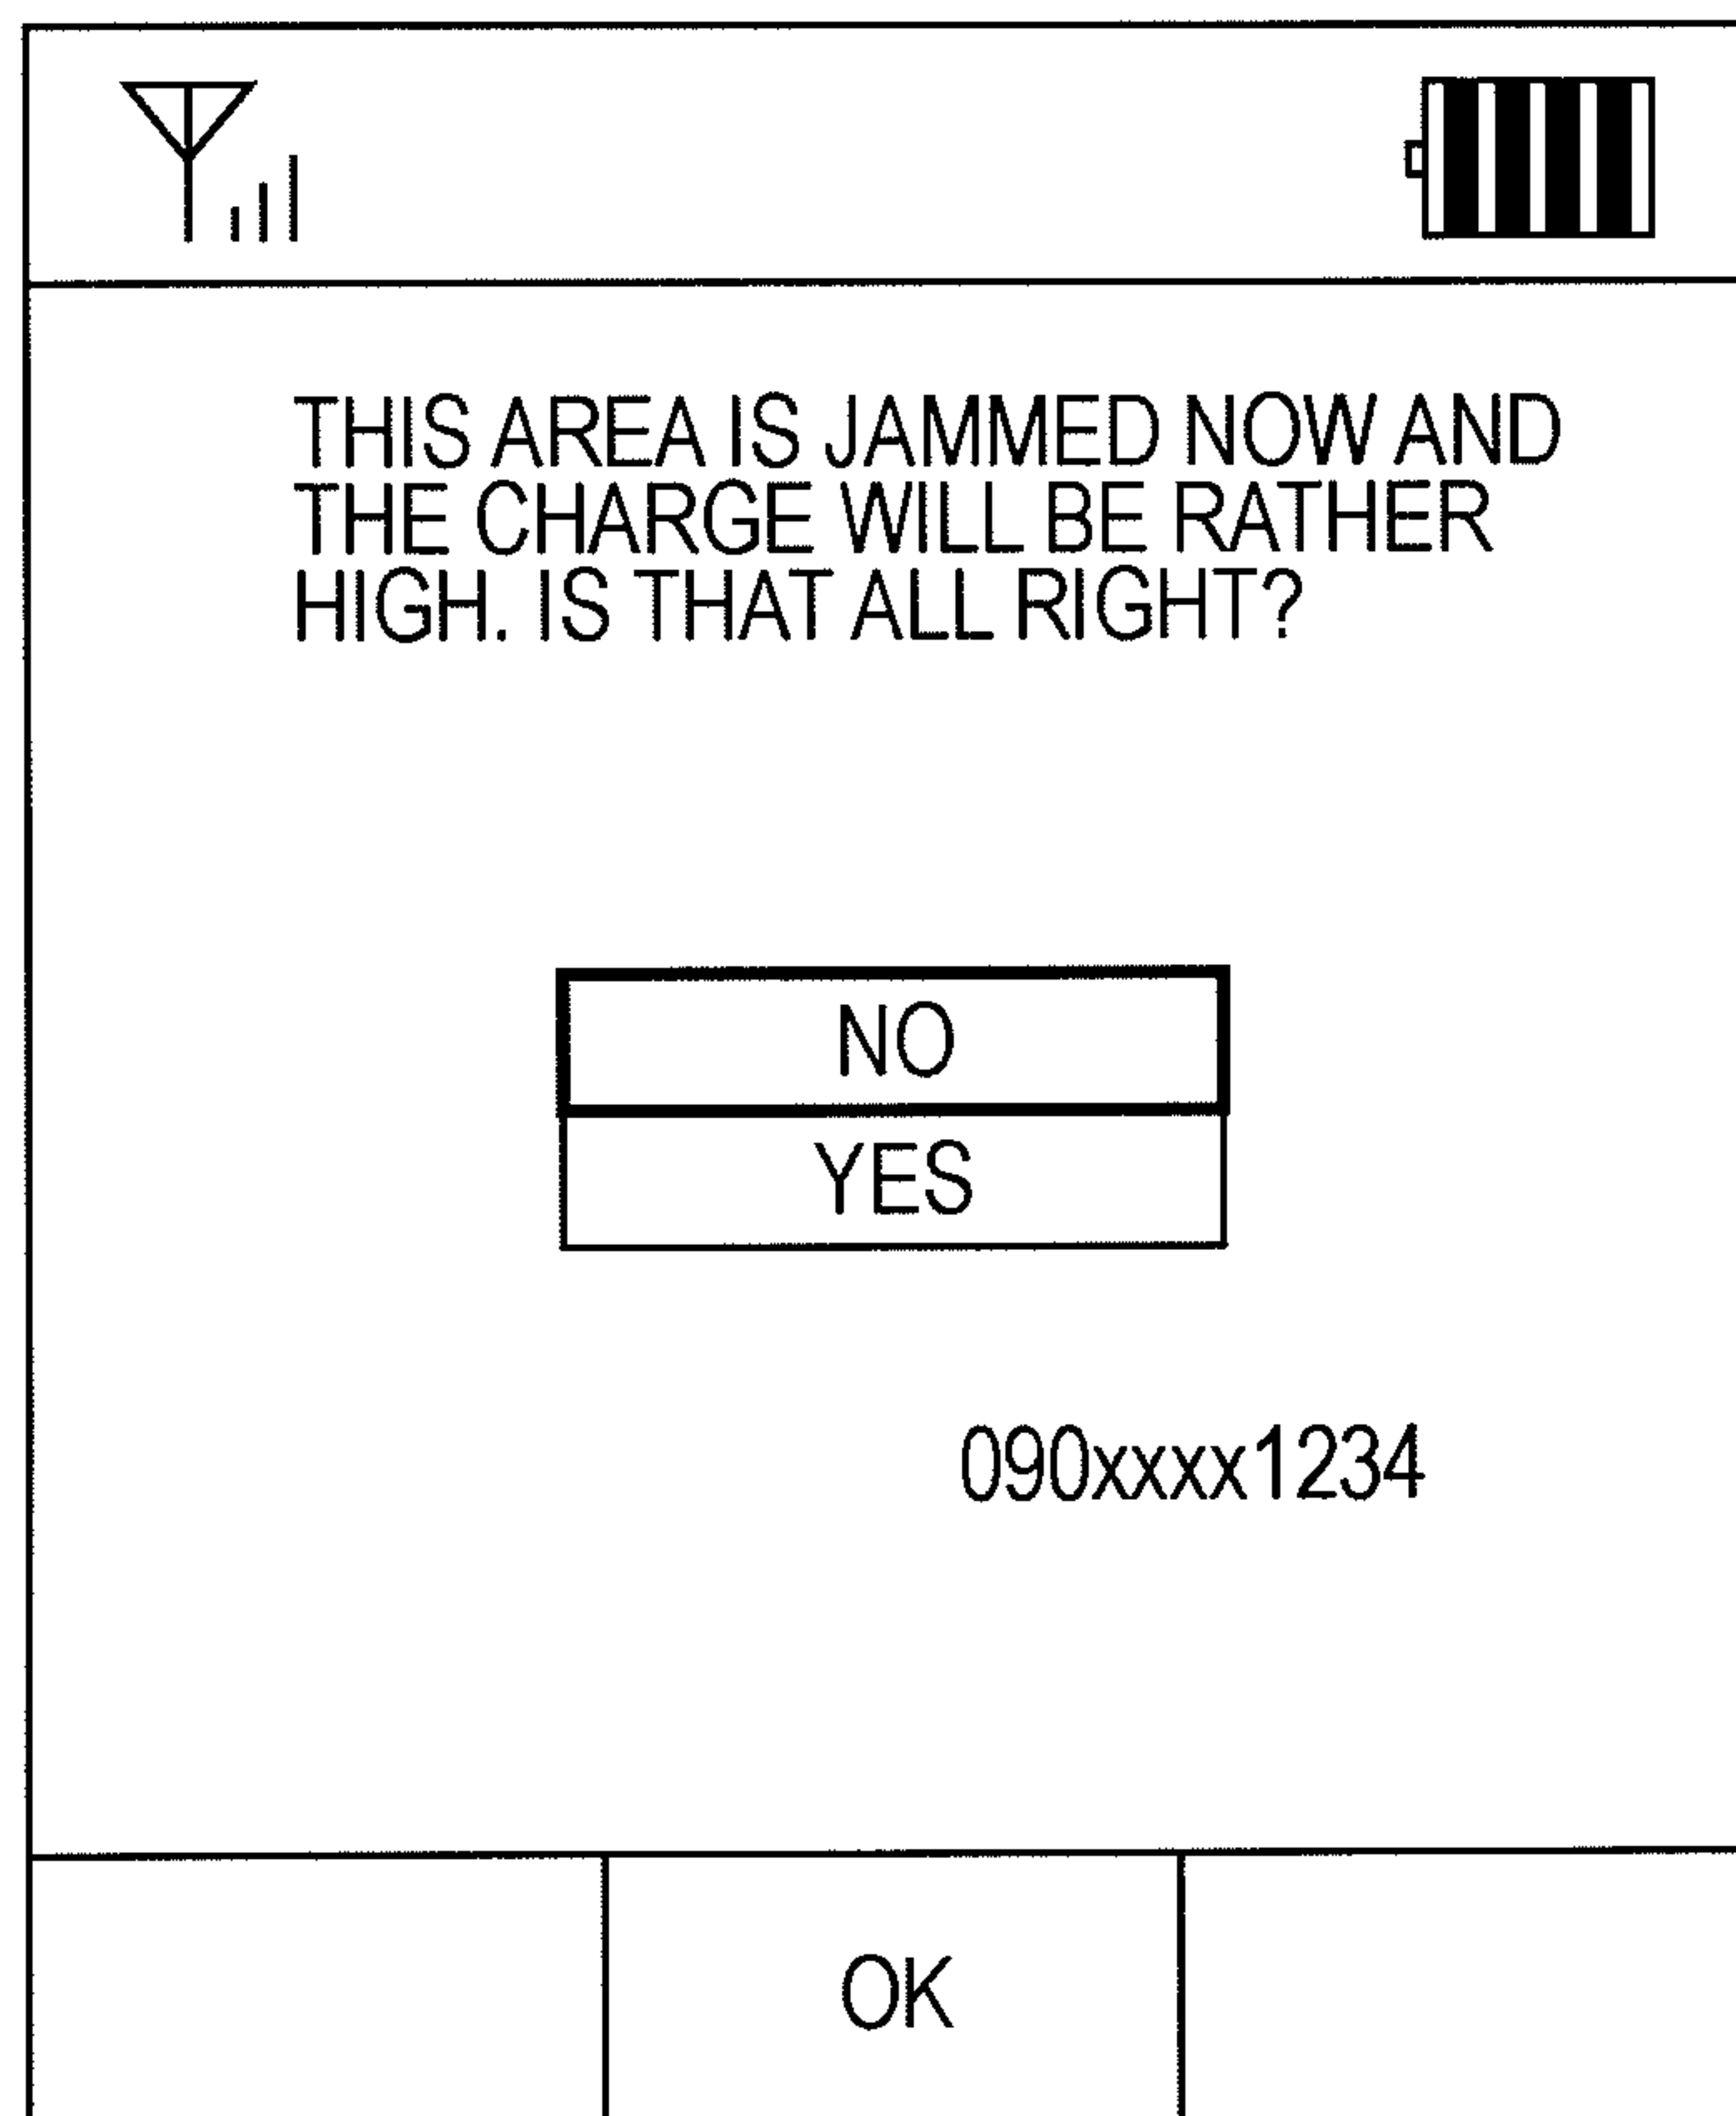 THIS AREA IS JAMMED NOW AND
THE CHARGE WILL BE RATHER
HIGH. IS THAT ALL RIGHT?
NO
YES
090xxxx1234
OK